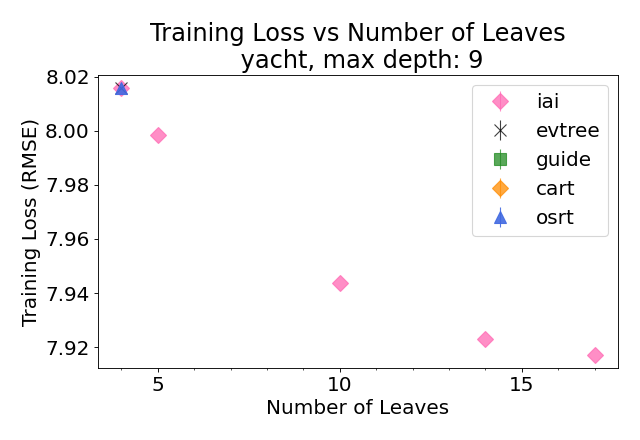 Training Loss vs Number of Leaves
yacht, max depth: 9
8.02
8.00
7.98
7.96
7.94
7.92
Training Loss (RMSE)
iai
evtree
guide
cart
osrt
5
10
15
Number of Leaves